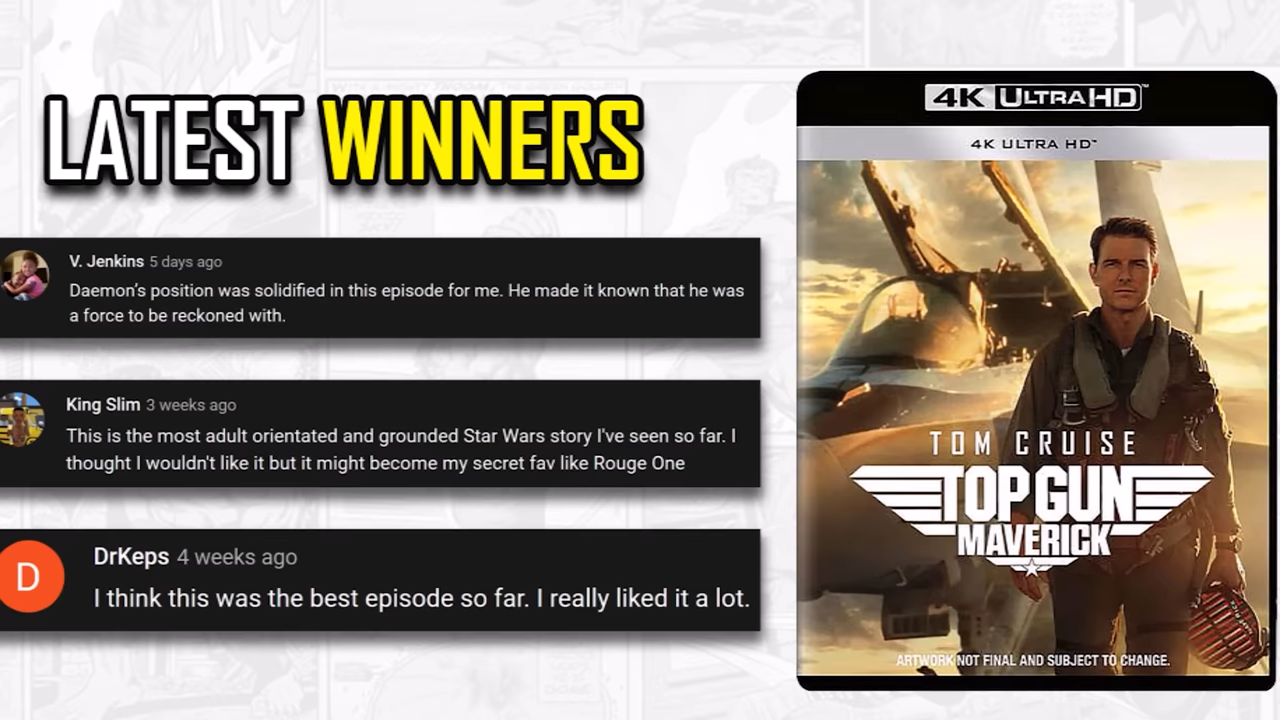 LATEST WINNERS
V. Jenkins 5 days ago
Daemon's position was solidified in this episode for me. He made it known that he was
a force to be reckoned with.
King Slim 3 weeks ago
This is the most adult orientated and grounded Star Wars story I've seen so far. I
thought I wouldn't like it but it might become my secret fav like Rouge One
D
DrKeps 4 weeks ago
I think this was the best episode so far. I really liked it a lot.
4K ULTRA HD™
4K ULTRA HD™
TOM CRUISE
TOP GUN
MAVERICK
ARTWORK NOT FINAL AND SUBJECT TO CHANGE.